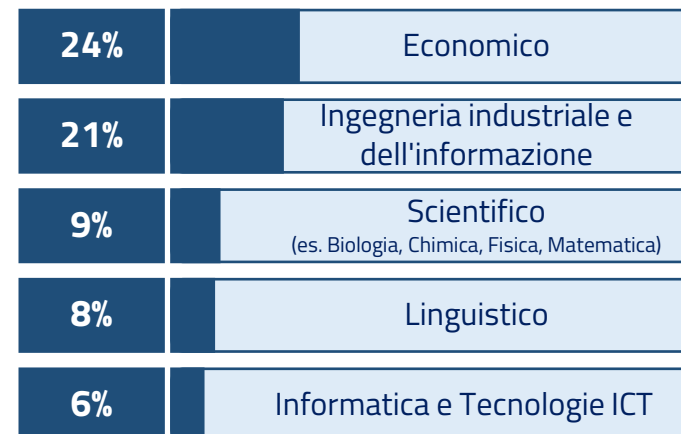 24%
Economico
21%
Ingegneria industriale e
dell'informazione
9%
Scientifico
(es. Biologia, Chimica, Fisica, Matematica)
8%
Linguistico
6%
Informatica e Tecnologie ICT